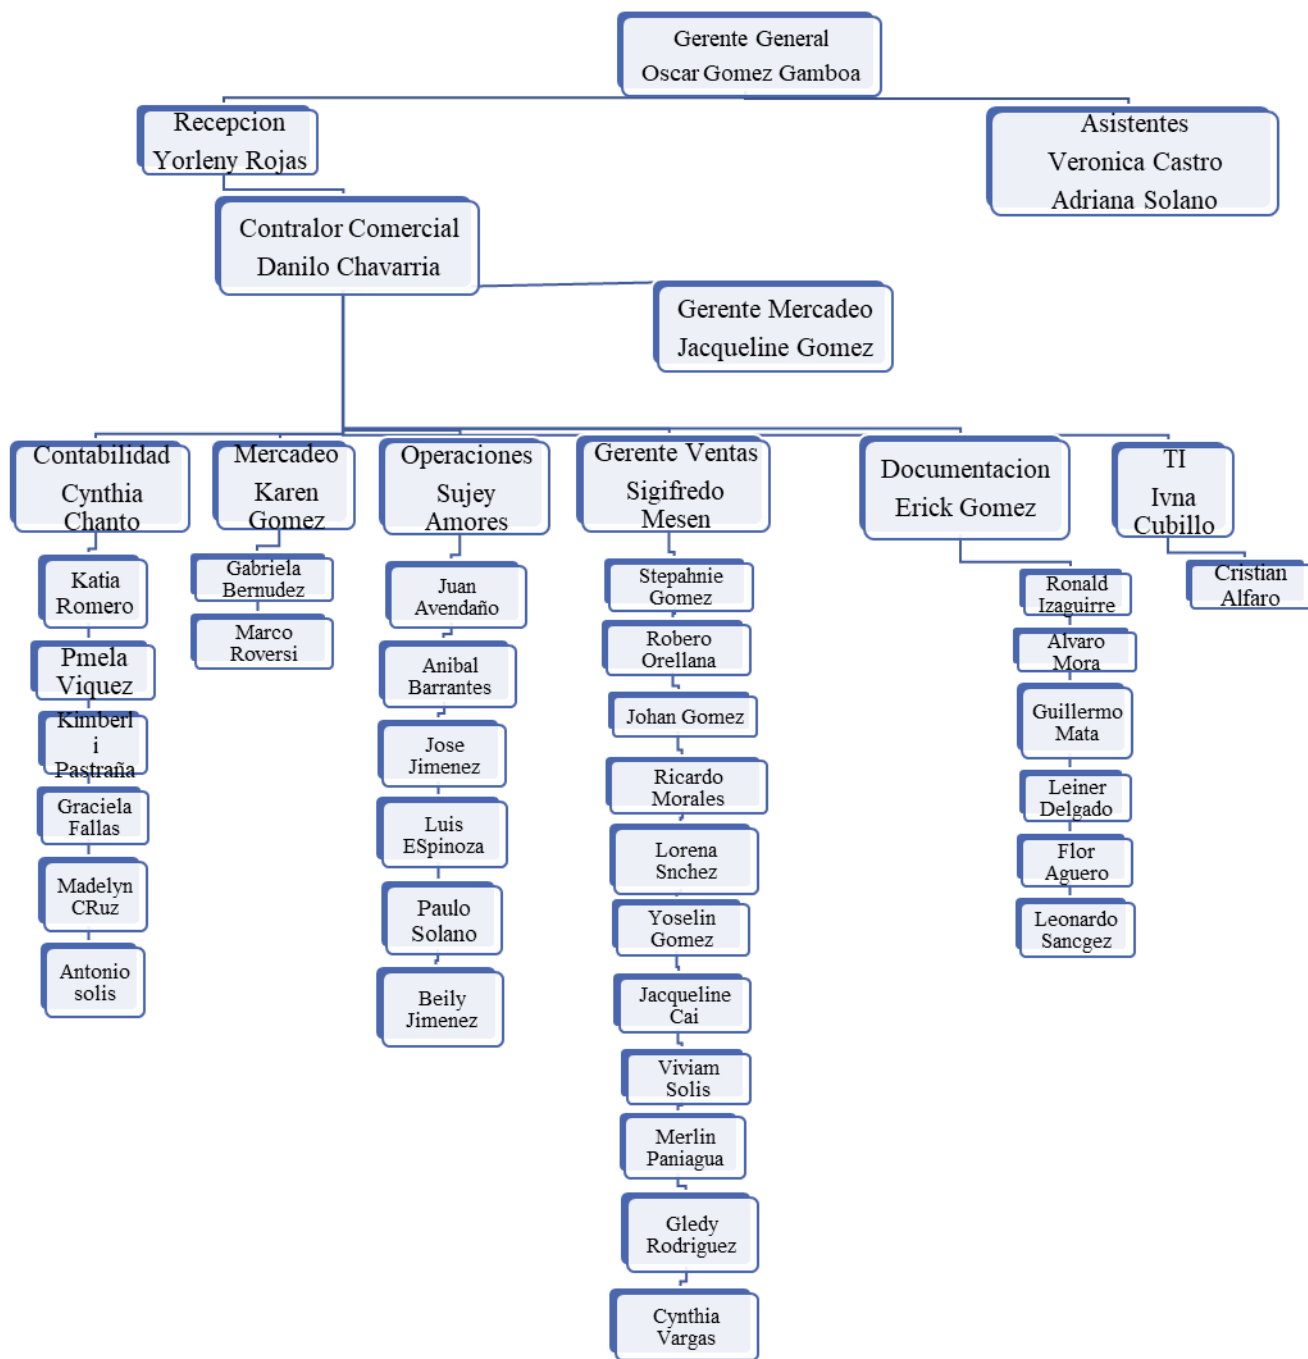 Gerente General
Oscar Gomez Gamboa
Recepcion
Yorleny Rojas
Asistentes
Veronica Castro
Adriana Solano
Contralor Comercial
Danilo Chavarria
Gerente Mercadeo
Jacqueline Gomez
Contabilidad
Cynthia
Chanto
Katia
Romero
Pmela
Viquez
Kimberl
i
Pastraña
Graciela
Fallas
Madelyn
CRuz
Antonio
solis
Mercadeo
Karen
Gomez
Gabriela
Bernudez
Marco
Roversi
Operaciones
Sujey
Amores
Juan
Avendaño
Anibal
Barrantes
Jose
Jimenez
Luis
ESpinoza
Paulo
Solano
Beily
Jimenez
Gerente Ventas
Sigifredo
Mesen
Stepahnie
Gomez
Robero
Orellana
Johan Gomez
Ricardo
Morales
Lorena
Snchez
Yoselin
Gomez
Jacqueline
Cai
Viviam
Solis
Merlin
Paniagua
Gledy
Rodriguez
Cynthia
Vargas
Documentacion
Erick Gomez
Ronald
Izaguirre
Alvaro
Mora
Guillermo
Mata
Leiner
Delgado
Flor
Aguero
Leonardo
Sancgez
TI
Ivna
Cubillo
Cristian
Alfaro